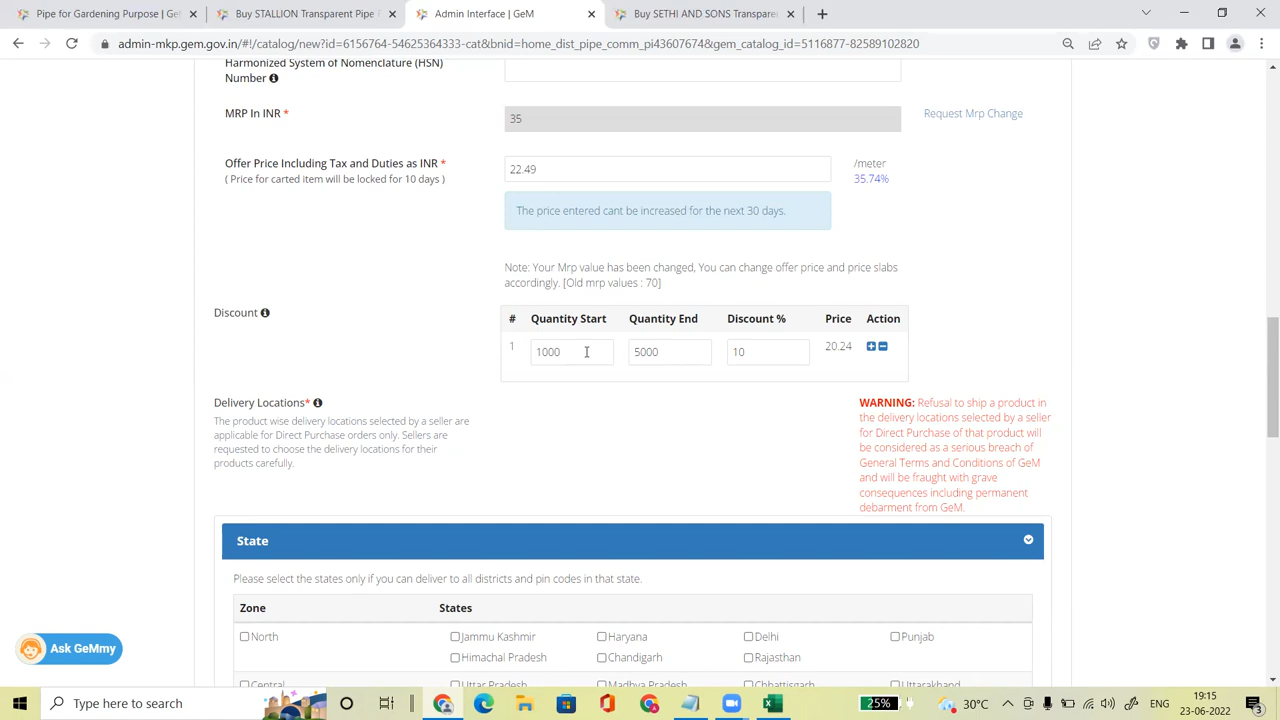 Pipe for Gardening Purpose | Ge
Buy STALLION Transparent Pipe
Admin Interface | GeM
Buy SETHI AND SONS Transparen
admin-mkp.gem.gov.in/#!/catalog/new?id=6156764-54625364333-cat&bnid=home_dist_pipe_comm_pi43607674&gem_catalog_id=5116877-82589102820
Harmonized System of Nomenclature (HSN)
Number
MRP In INR *
35
Request Mrp Change
Offer Price Including Tax and Duties as INR *
( Price for carted item will be locked for 10 days )
22.49
/meter
35.74%
The price entered cant be increased for the next 30 days.
Note: Your Mrp value has been changed, You can change offer price and price slabs
accordingly. [Old mrp values : 70]
Discount
# Quantity Start Quantity End Discount % Price Action
1 1000 5000 10 20.24
Delivery Locations*
The product wise delivery locations selected by a seller are
applicable for Direct Purchase orders only. Sellers are
requested to choose the delivery locations for their
products carefully.
WARNING: Refusal to ship a product in
the delivery locations selected by a seller
for Direct Purchase of that product will
be considered as a serious breach of
General Terms and Conditions of GeM
and will be fraught with grave
consequences including permanent
debarment from GeM.
State
Please select the states only if you can deliver to all districts and pin codes in that state.
Zone States
North Jammu Kashmir Haryana Delhi Punjab
Himachal Pradesh Chandigarh Rajasthan
Central Uttar Pradesh Madhya Pradesh Chhattisgarh Uttarakhand
Ask GeMmy
Type here to search
25%
30°C
ENG
19:15
23-06-2022
3